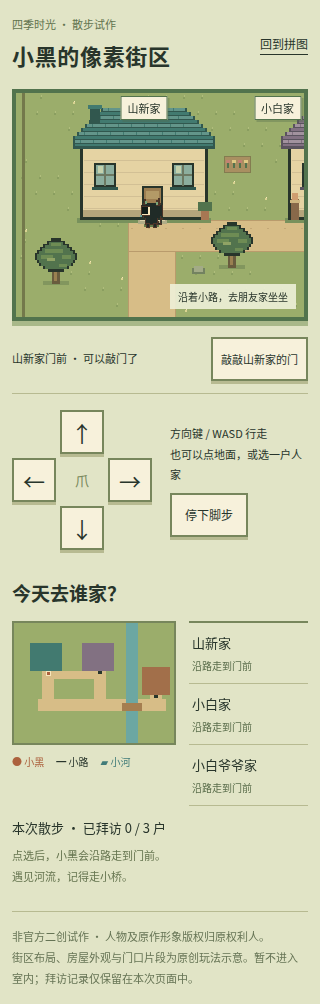 四季时光 · 散步试作
小黑的像素街区
回到拼图
山新家
小白家
沿着小路，去朋友家坐坐
山新家门前 · 可以敲门了
敲敲山新家的门
↑
← 爪 →
↓
方向键 / WASD 行走
也可以点地面，或选一户人
家
停下脚步
今天去谁家？
山新家
沿路走到门前
小白家
沿路走到门前
小白爷爷家
沿路走到门前
小黑 小路 小河
本次散步 · 已拜访 0 / 3 户
点选后，小黑会沿路走到门前。
遇见河流，记得走小桥。
非官方二创试作 · 人物及原作形象版权归原权利人。
街区布局、房屋外观与门口片段为原创玩法示意。暂不进入
室内；拜访记录仅保留在本次页面中。